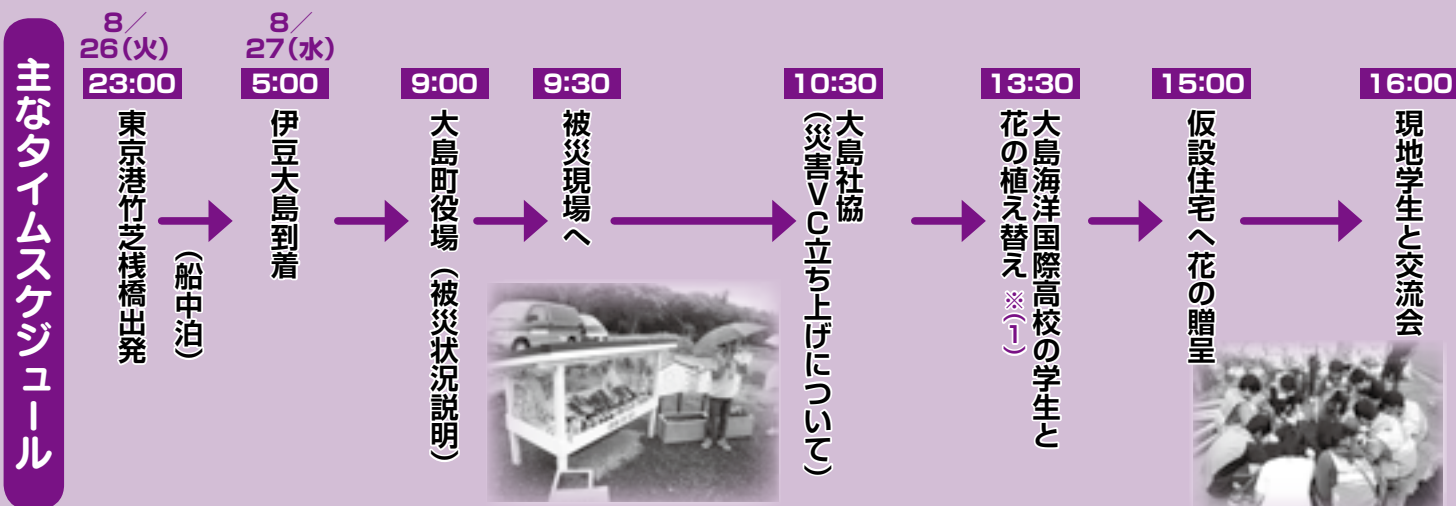 主なタイムスケジュール
8/
26(火)
23:00
東京港竹芝桟橋出発
(船中泊)
8/
27(水)
5:00
伊豆大島到着
9:00
大島町役場(被災状況説明)
9:30
被災現場へ
10:30
大島社協
(災害VC立ち上げについて)
13:30
大島海洋国際高校の学生と
花の植え替え ※(1)
15:00
仮設住宅へ花の贈呈
16:00
現地学生と交流会